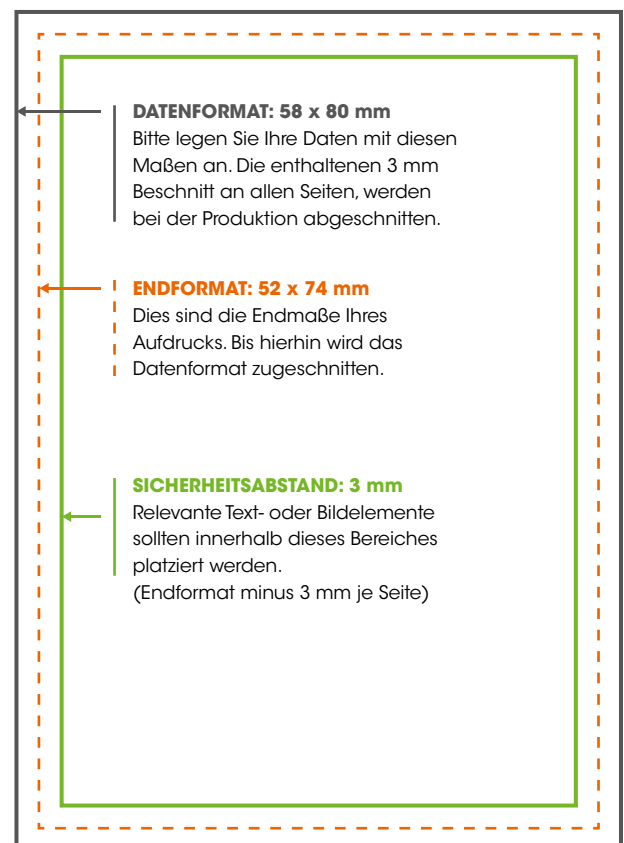 DATENFORMAT: 58 x 80 mm
Bitte legen Sie Ihre Daten mit diesen
Maßen an. Die enthaltenen 3 mm
Beschnitt an allen Seiten, werden
bei der Produktion abgeschnitten.
ENDFORMAT: 52 x 74 mm
Dies sind die Endmaße Ihres
Aufdrucks. Bis hierhin wird das
Datenformat zugeschnitten.
SICHERHEITSABSTAND: 3 mm
Relevante Text- oder Bildelemente
sollten innerhalb dieses Bereiches
platziert werden.
(Endformat minus 3 mm je Seite)